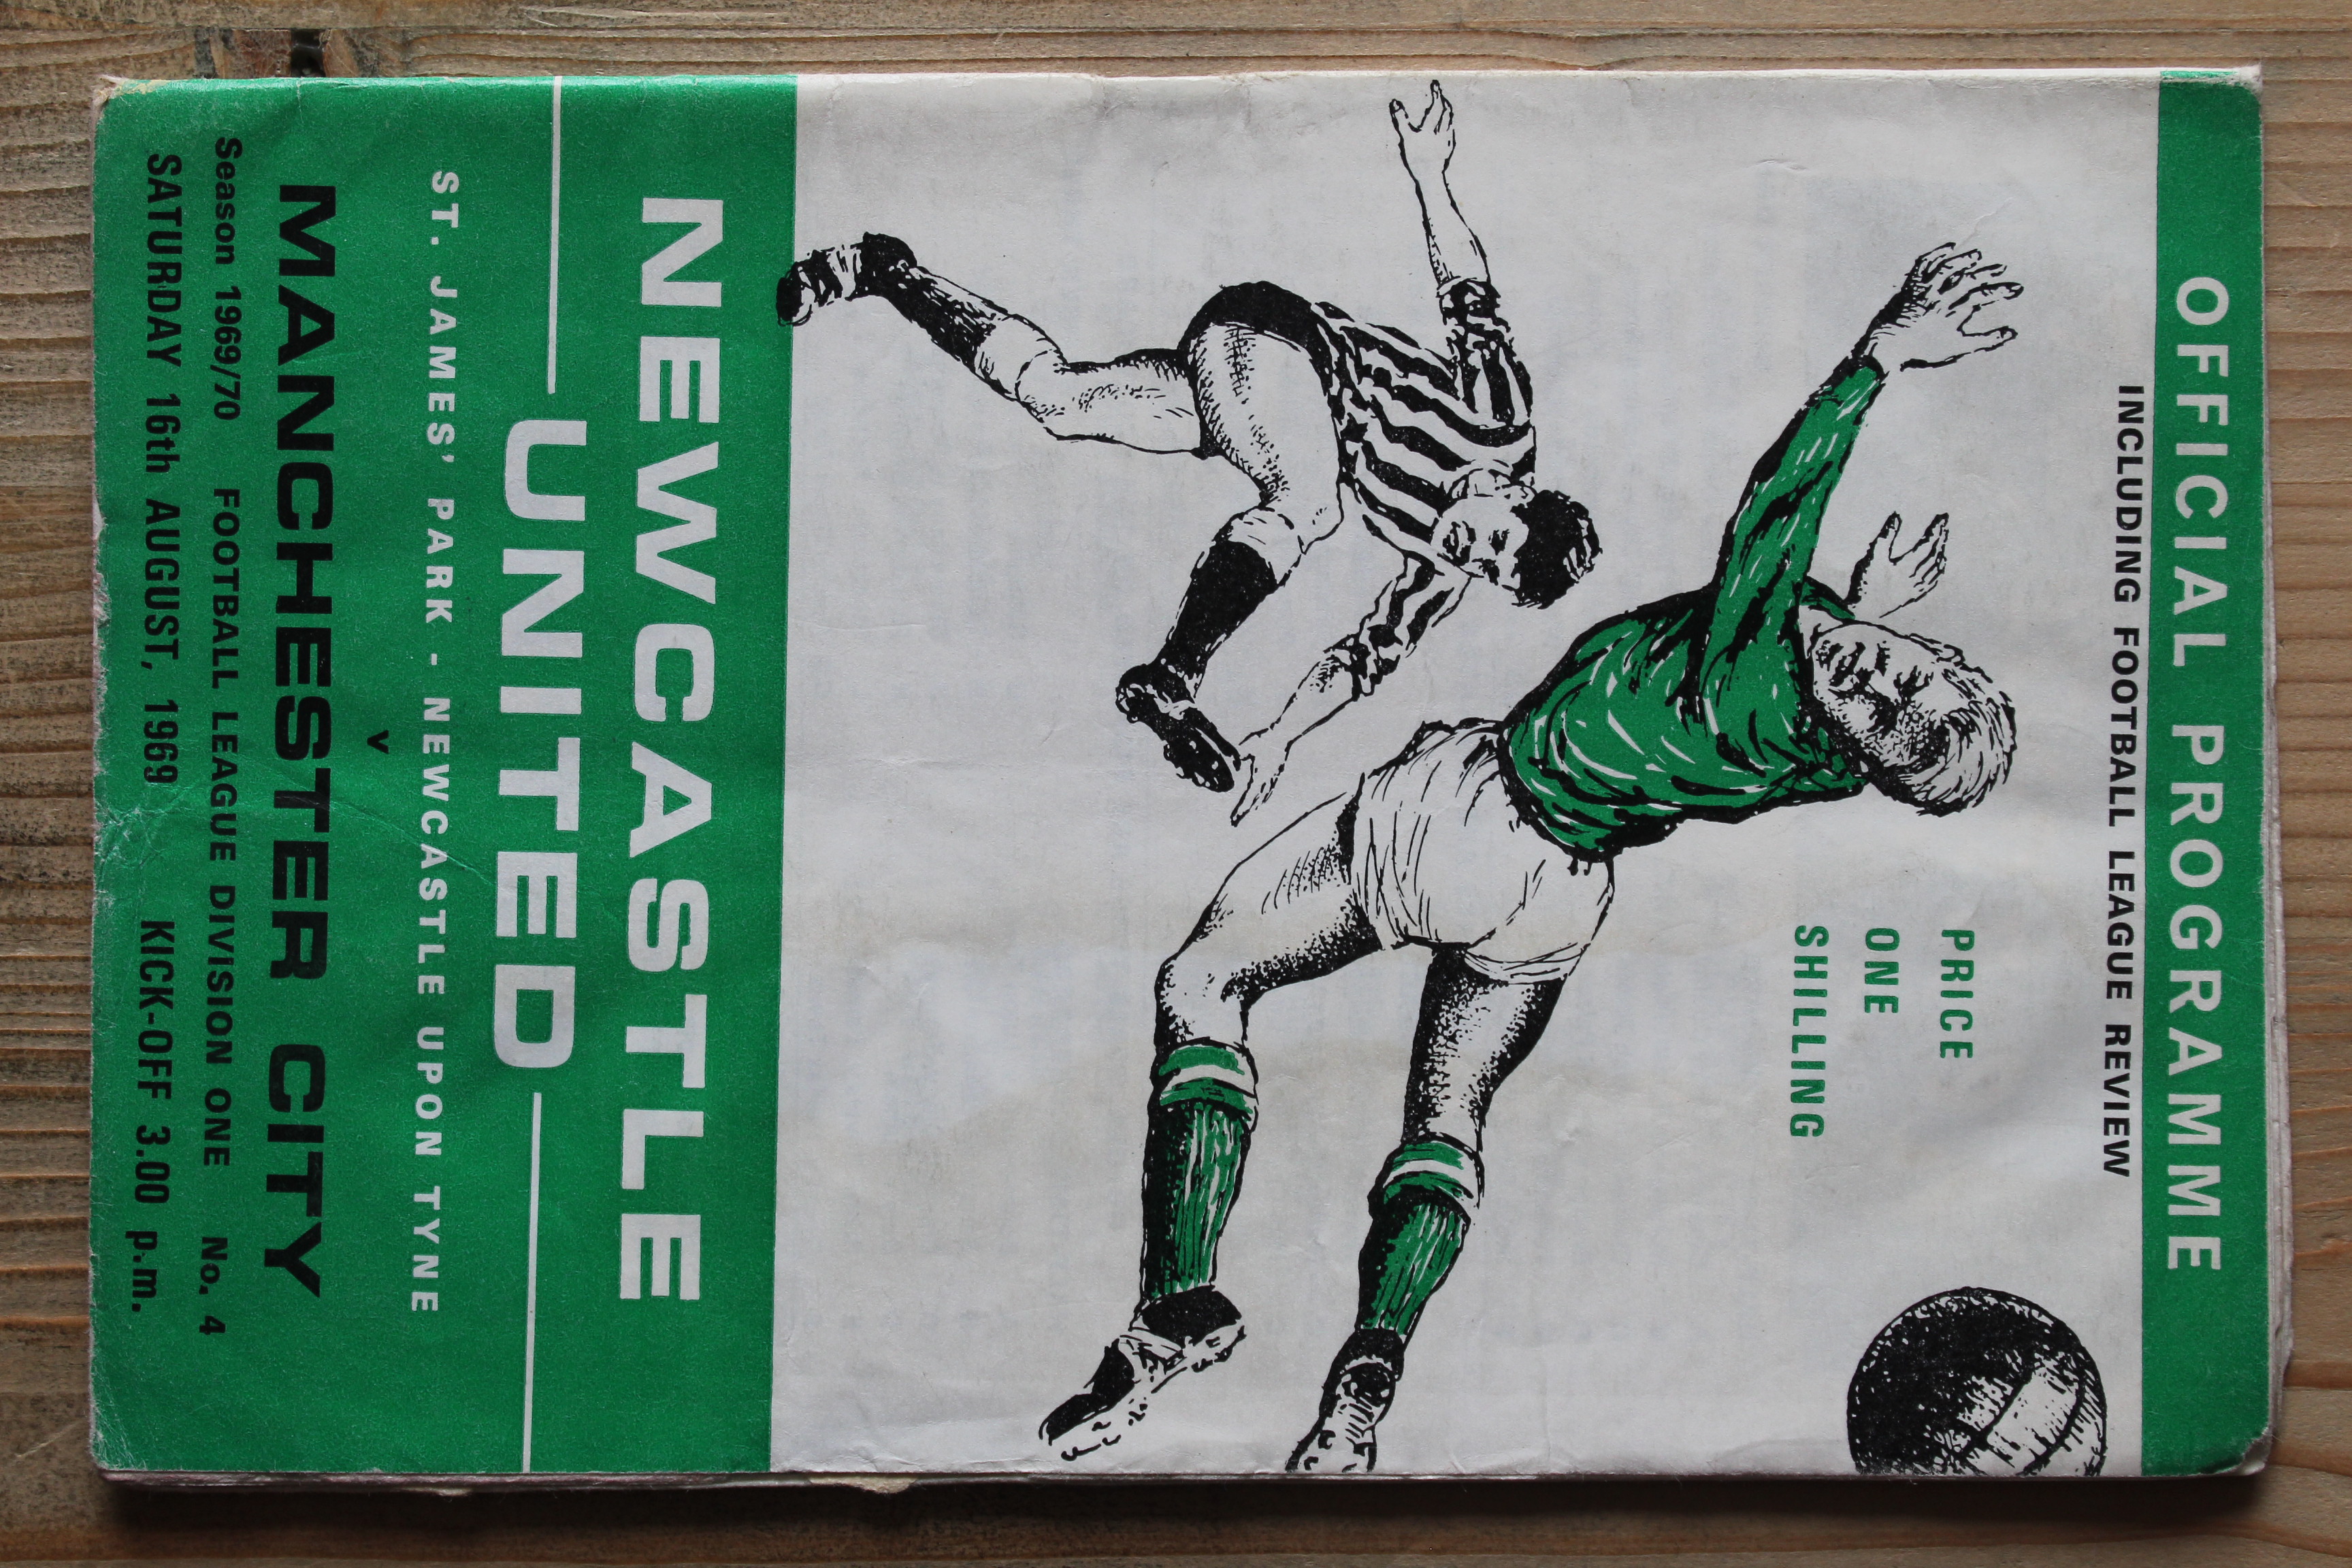 OFFICIAL PROGRAMME
INCLUDING FOOTBALL LEAGUE REVIEW
PRICE
ONE
SHILLING
NEWCASTLE
UNITED
ST. JAMES' PARK - NEWCASTLE UPON TYNE
v
MANCHESTER CITY
Season 1969/70 FOOTBALL LEAGUE DIVISION ONE No. 4
SATURDAY 16th AUGUST, 1969 KICK-OFF 3.00 p.m.